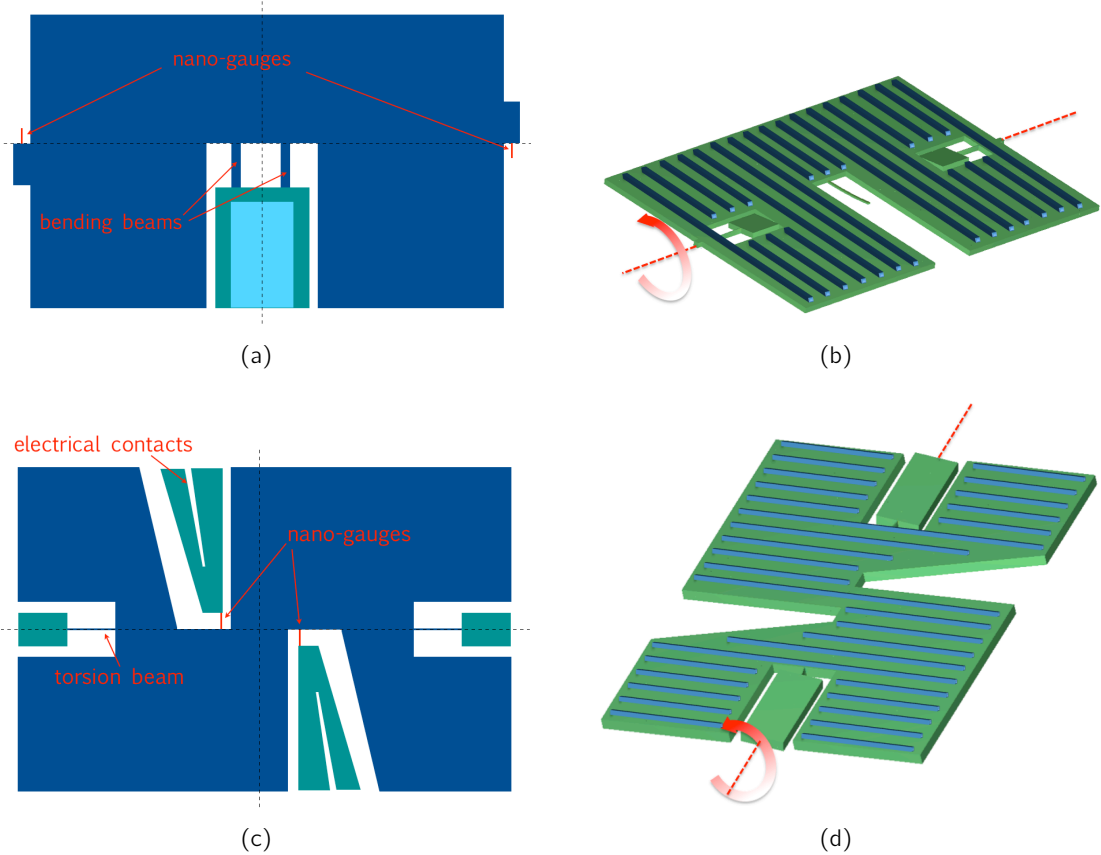 nano-gauges
bending beams
(a)
(b)
electrical contacts
nano-gauges
torsion beam
(c)
(d)